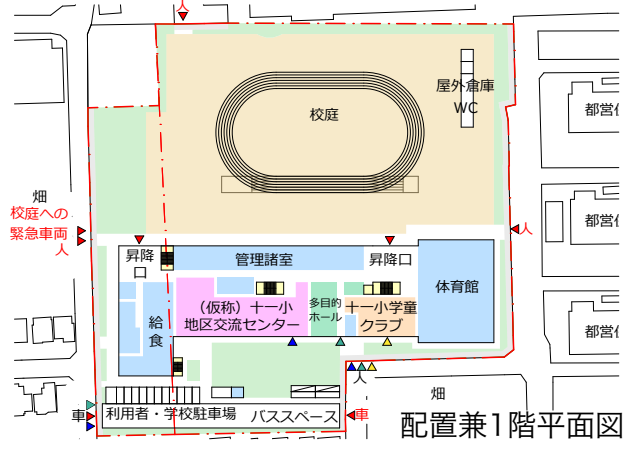 人
屋外倉庫
WC
校庭
都営住
畑
校庭への
緊急車両
人
都営住
人
昇降
口
管理諸室
昇降口
体育館
(仮称)十一小
地区交流センター
多目的
ホール
十一小学童
クラブ
給
食
都営住
人
畑
車
利用者・学校駐車場
バススペース
車
配置兼1階平面図